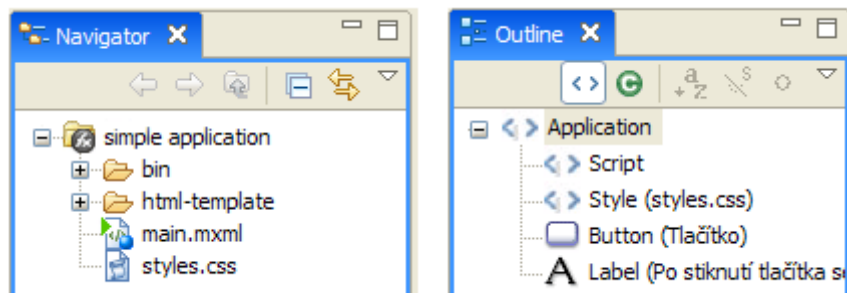 Navigator
simple application
bin
html-template
main.mxml
styles.css
Outline
Application
Script
Style (styles.css)
Button (Tlačítko)
Label (Po stiknutí tlačítka